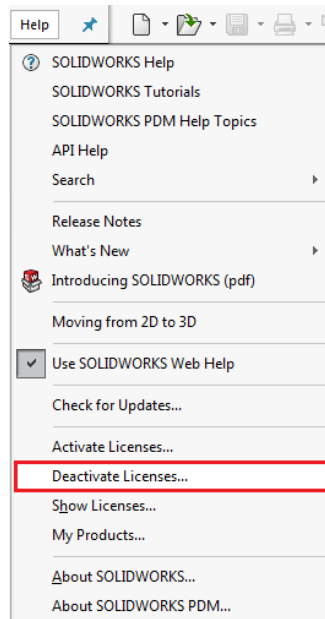 Help
SOLIDWORKS Help
SOLIDWORKS Tutorials
SOLIDWORKS PDM Help Topics
API Help
Search
Release Notes
What's New
Introducing SOLIDWORKS (pdf)
Moving from 2D to 3D
Use SOLIDWORKS Web Help
Check for Updates...
Activate Licenses...
Deactivate Licenses...
Show Licenses...
My Products...
About SOLIDWORKS...
About SOLIDWORKS PDM...